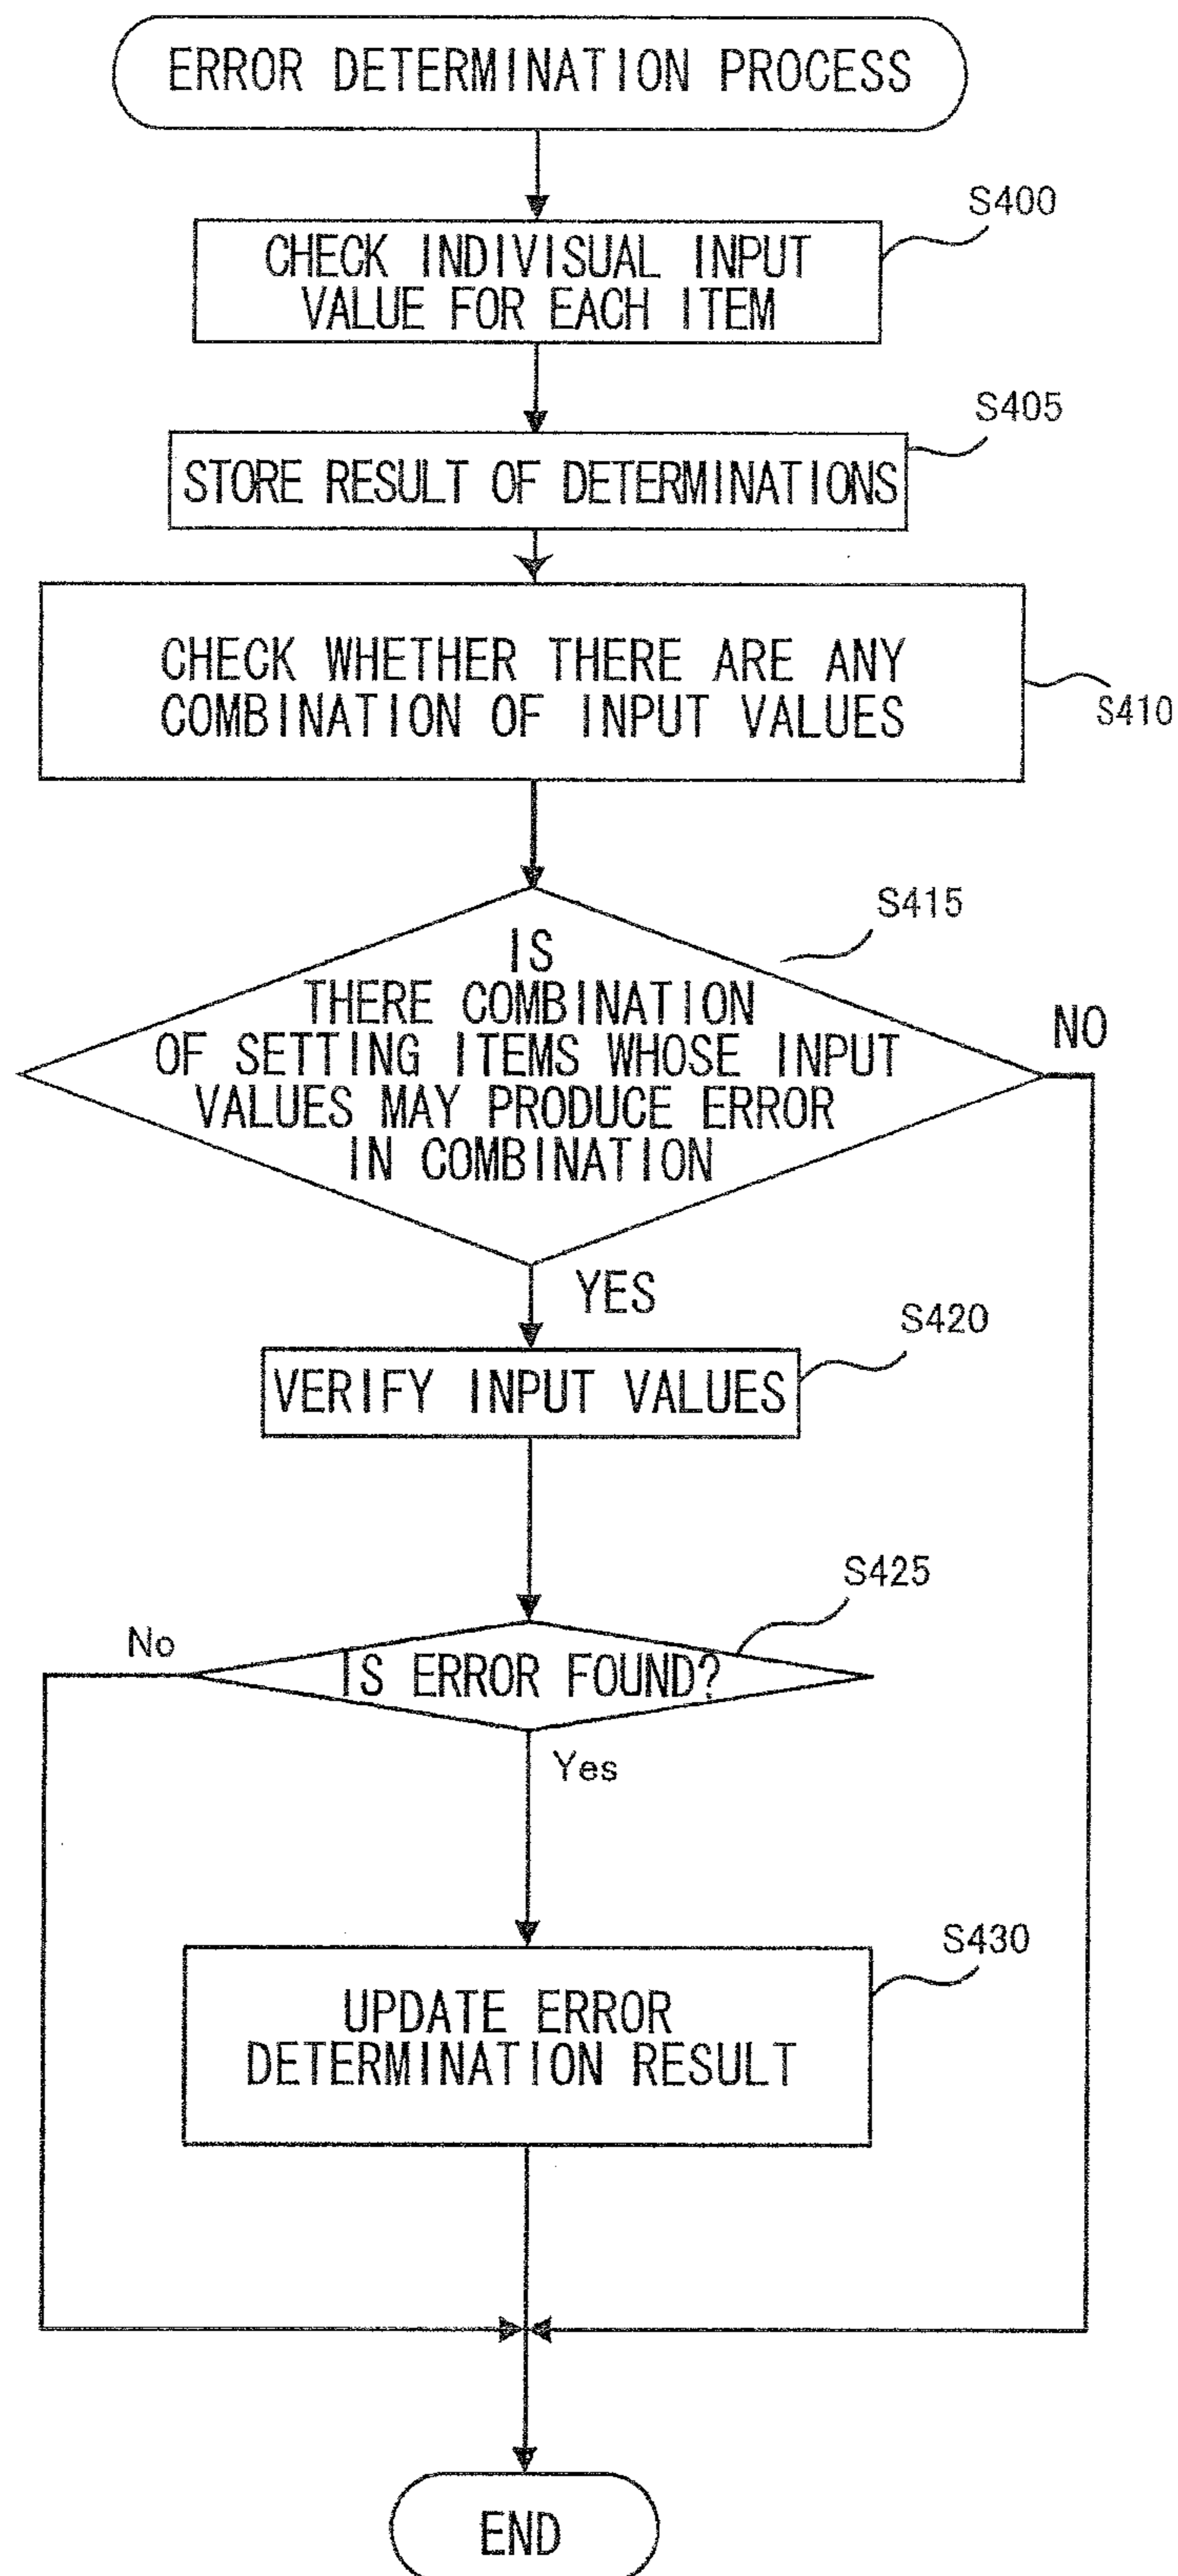 ERROR DETERMINATION PROCESS
S400
CHECK INDIVISUAL INPUT
VALUE FOR EACH ITEM
S405
STORE RESULT OF DETERMINATIONS
CHECK WHETHER THERE ARE ANY
COMBINATION OF INPUT VALUES
S410
S415
IS
THERE COMBINATION
OF SETTING ITEMS WHOSE INPUT
VALUES MAY PRODUCE ERROR
IN COMBINATION
NO
YES
S420
VERIFY INPUT VALUES
S425
No
IS ERROR FOUND?
Yes
S430
UPDATE ERROR
DETERMINATION RESULT
END